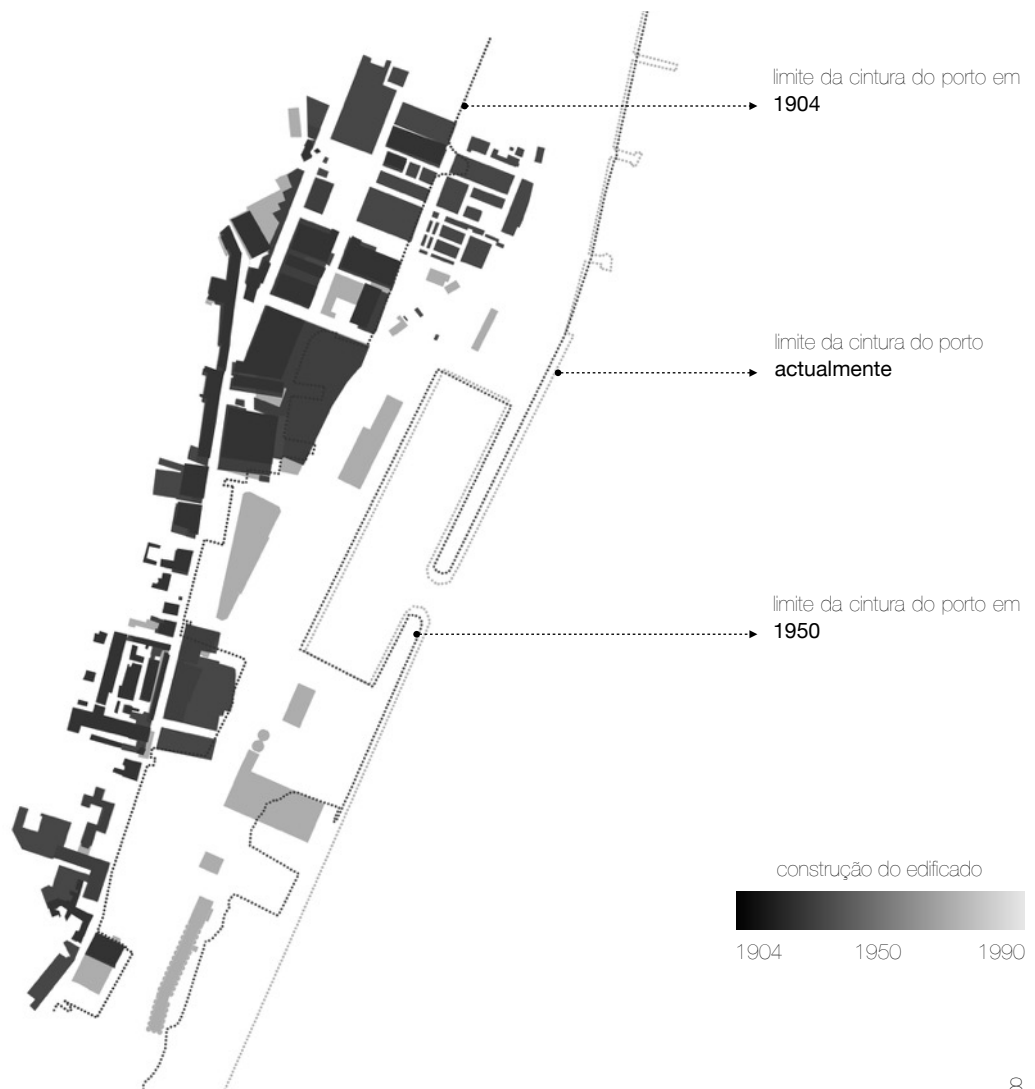 limite da cintura do porto em
1904
limite da cintura do porto
actualmente
limite da cintura do porto em
1950
construção do edificado
1904 1950 1990